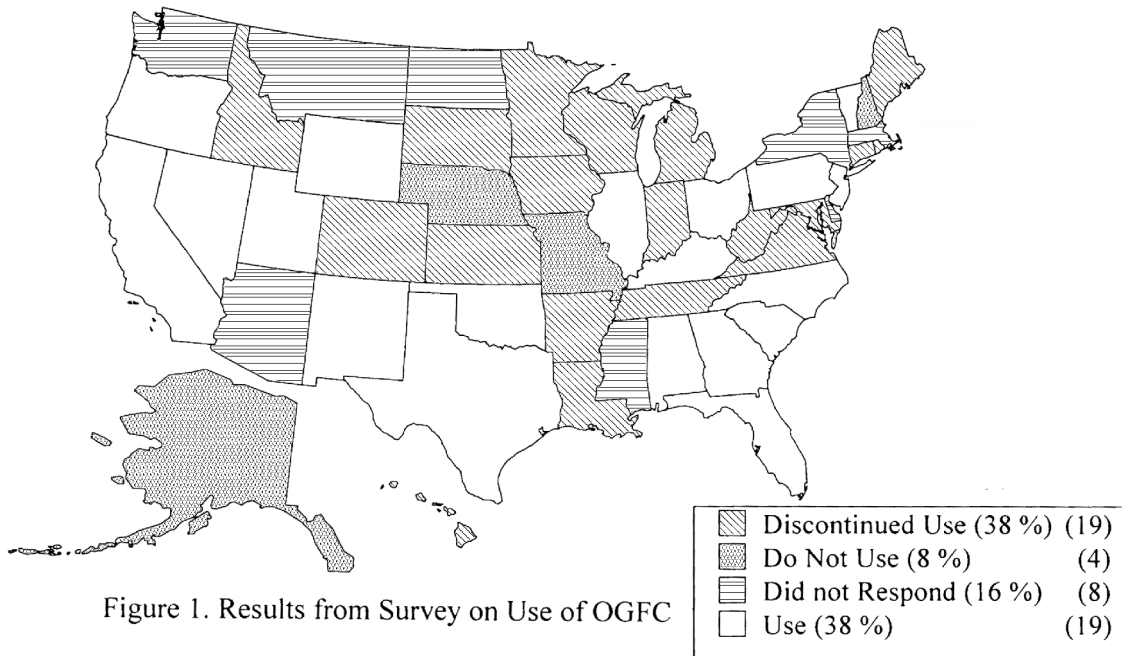 Discontinued Use (38 %) (19)
Do Not Use (8 %) (4)
Did not Respond (16 %) (8)
Use (38 %) (19)
Figure 1. Results from Survey on Use of OGFC